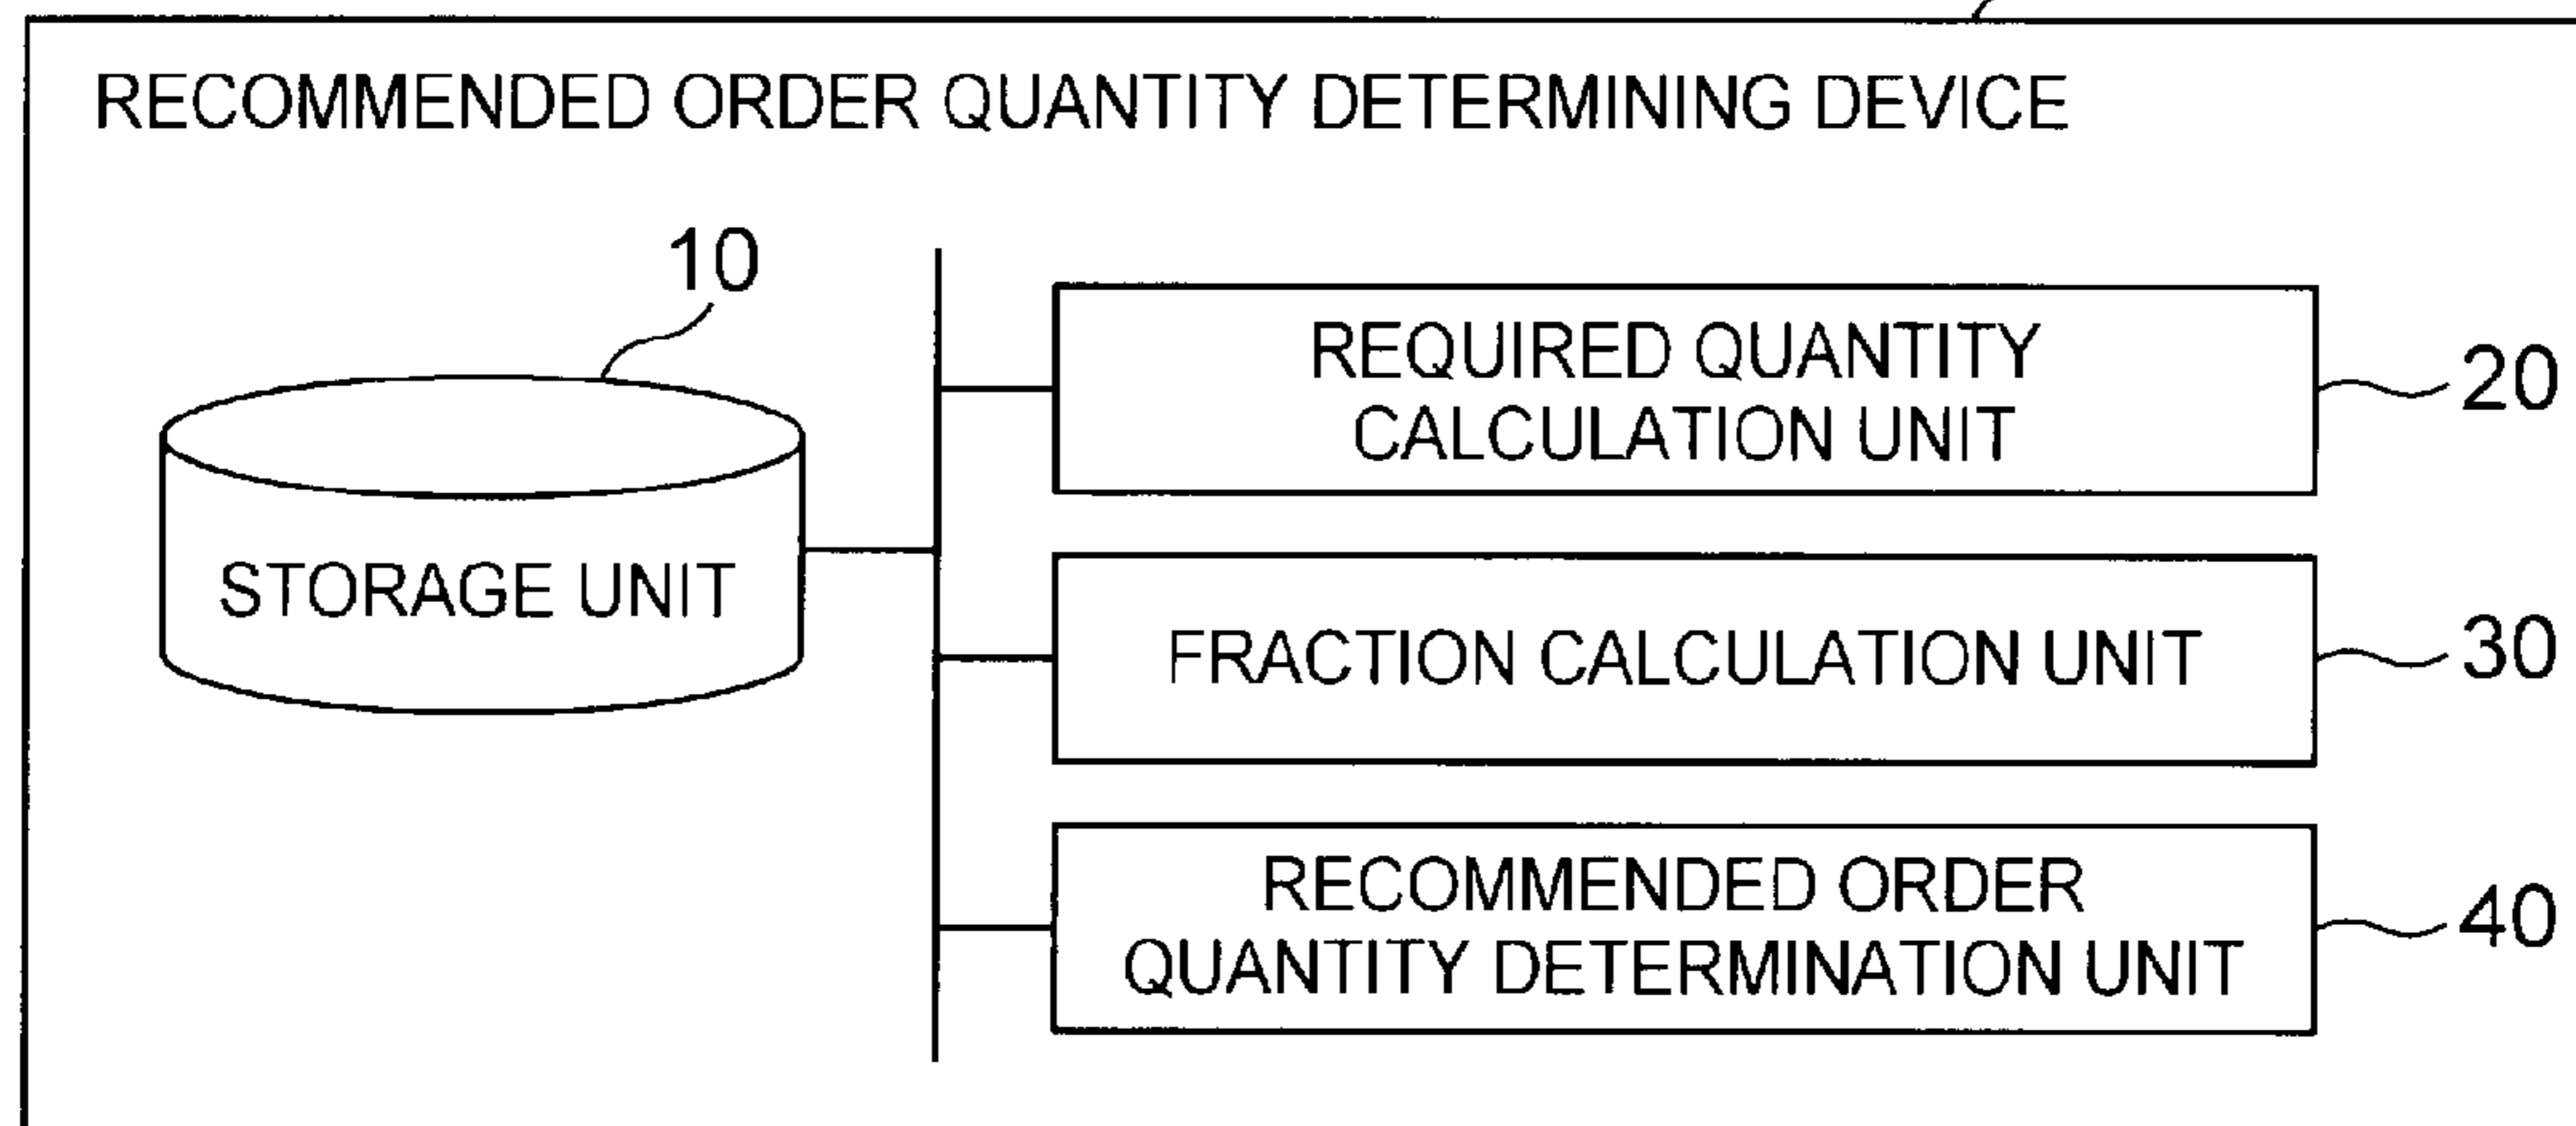 RECOMMENDED ORDER QUANTITY DETERMINING DEVICE
10
STORAGE UNIT
REQUIRED QUANTITY
CALCULATION UNIT
20
FRACTION CALCULATION UNIT
30
RECOMMENDED ORDER
QUANTITY DETERMINATION UNIT
40